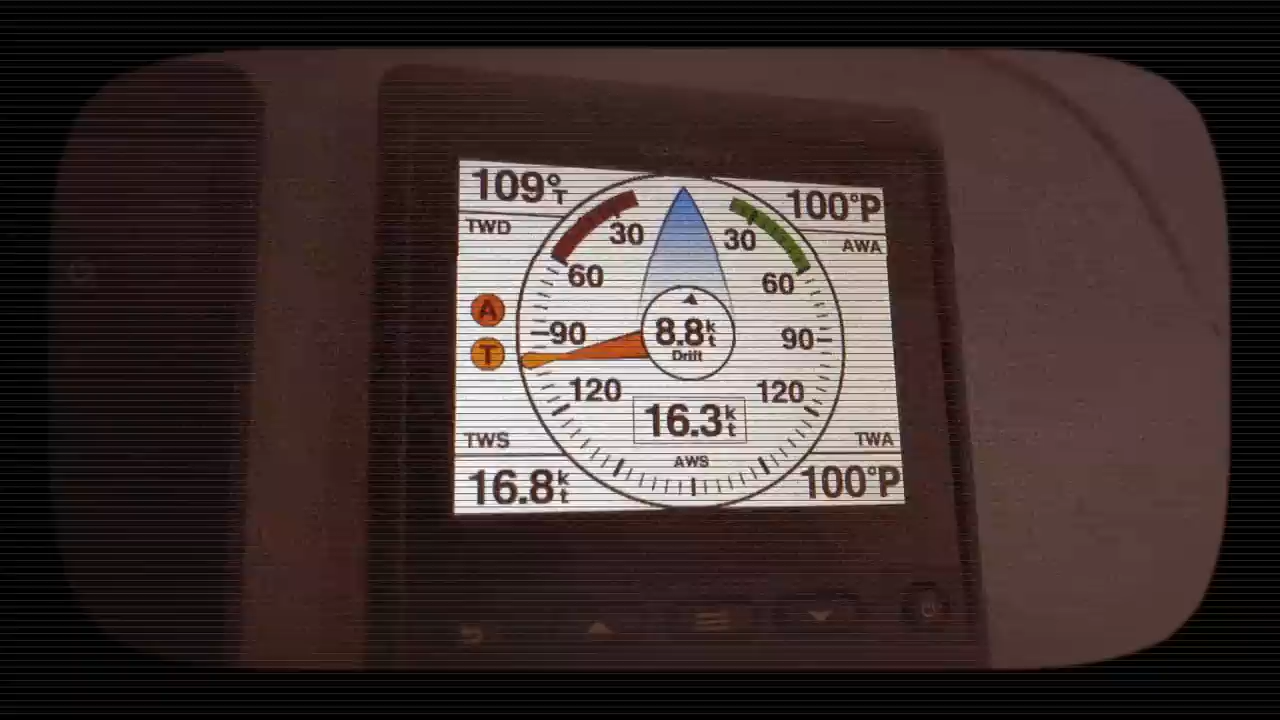 109°T
TWD
100°P
AWA
30
30
60
60
A
90
8.8kt
90
T
Drift
120
120
16.3kt
TWS
AWS
TWA
16.8kt
100°P